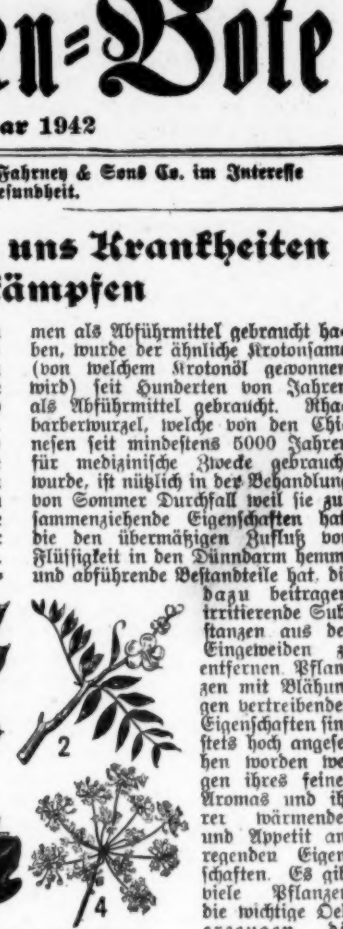 en=Bote
ar 1942
Fahrney & Sons Co. im Interesse
esundheit.
uns Krankheiten
ämpfen
men als Abführmittel gebraucht ha=
ben, wurde der ähnliche Krotonsame
(von welchem Krotonöl gewonnen
wird) seit Hunderten von Jahren
als Abführmittel gebraucht. Rha=
barberwurzel, welche von den Chi=
nesen seit mindestens 5000 Jahren
für medizinische Zwecke gebrauch
wurde, ist nützlich in der Behandlung
von Sommer Durchfall weil sie zu=
sammenziehende Eigenschaften hat
die den übermäßigen Zufluß von
Flüssigkeit in den Dünndarm hemm
und abführende Bestandteile hat, di
dazu beitragen
irritierende Sub
stanzen aus de
Eingeweiden z
entfernen. Pflan
zen mit Blähun
gen vertreibende
Eigenschaften sin
stets hoch angese
hen worden we
gen ihres feine
Aromas und ih
rer wärmende
und Appetit an
regenden Eigen
schaften. Es gib
viele Pflanzen
die wichtige Oel
2
4